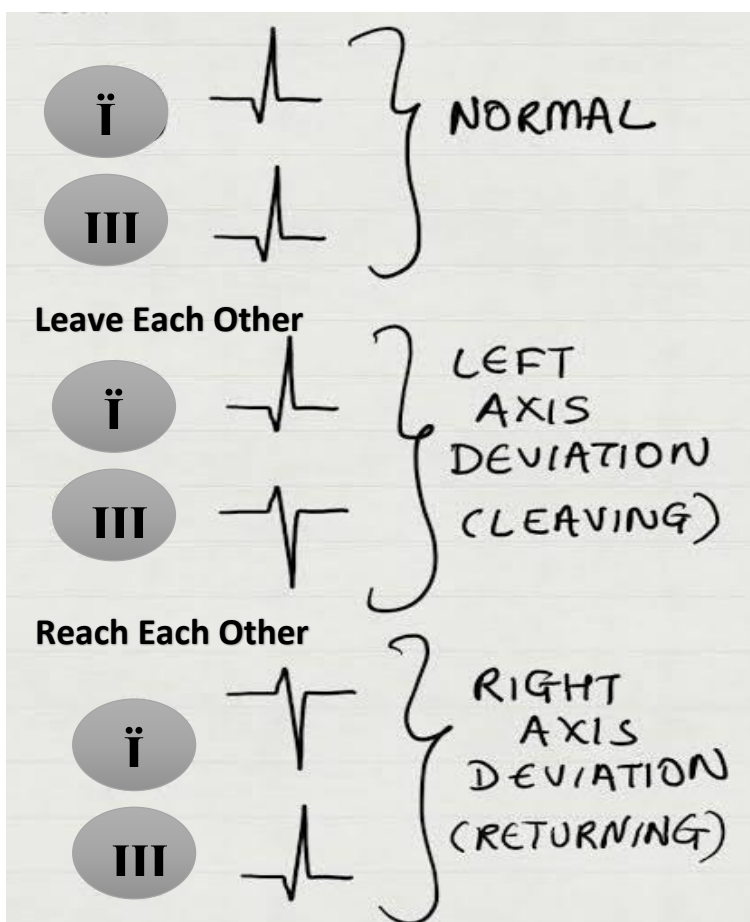 Ï
NORMAL
III
Leave Each Other
Ï
LEFT
AXIS
DEVIATION
III
(LEAVING)
Reach Each Other
Ï
RIGHT
AXIS
DEVIATION
III
(RETURNING)